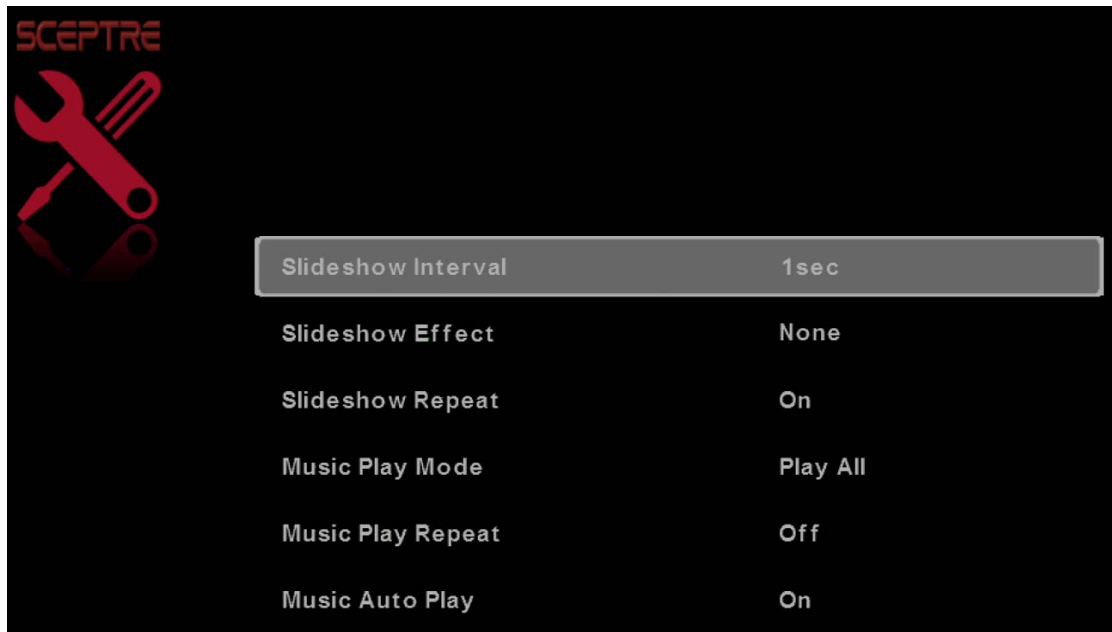 SCEPTRE
Slideshow Interval 1sec
Slideshow Effect None
Slideshow Repeat On
Music Play Mode Play All
Music Play Repeat Off
Music Auto Play On